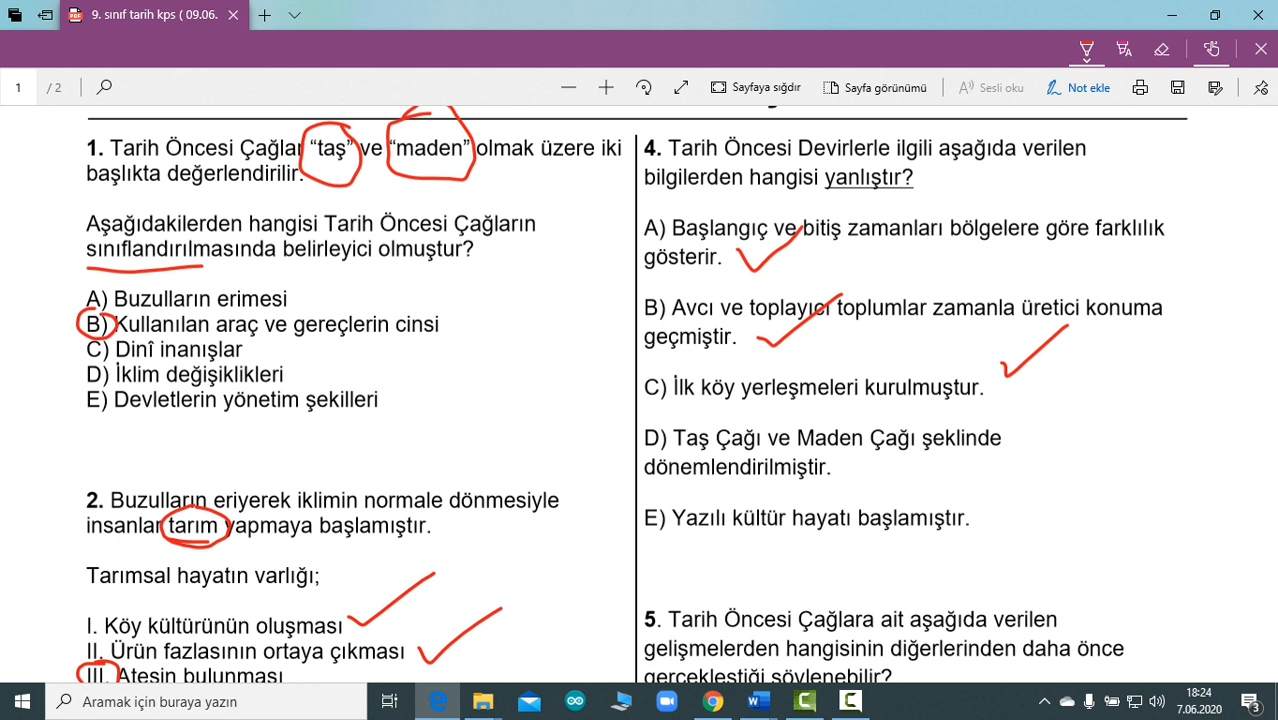 9. sınıf tarih kps ( 09.06.
1 / 2
Sayfaya sığdır
Sayfa görünümü
Sesli oku
Not ekle
1. Tarih Öncesi Çağlar “taş” ve “maden” olmak üzere iki
başlıkta değerlendirilir.
Aşağıdakilerden hangisi Tarih Öncesi Çağların
sınıflandırılmasında belirleyici olmuştur?
A) Buzulların erimesi
B) Kullanılan araç ve gereçlerin cinsi
C) Dinî inanışlar
D) İklim değişiklikleri
E) Devletlerin yönetim şekilleri
2. Buzulların eriyerek iklimin normale dönmesiyle
insanlar tarım yapmaya başlamıştır.
Tarımsal hayatın varlığı;
I. Köy kültürünün oluşması
II. Ürün fazlasının ortaya çıkması
III. Ateşin bulunması
4. Tarih Öncesi Devirlerle ilgili aşağıda verilen
bilgilerden hangisi yanlıştır?
A) Başlangıç ve bitiş zamanları bölgelere göre farklılık
gösterir.
B) Avcı ve toplayıcı toplumlar zamanla üretici konuma
geçmiştir.
C) İlk köy yerleşmeleri kurulmuştur.
D) Taş Çağı ve Maden Çağı şeklinde
dönemlendirilmiştir.
E) Yazılı kültür hayatı başlamıştır.
5. Tarih Öncesi Çağlara ait aşağıda verilen
gelişmelerden hangisinin diğerlerinden daha önce
gerçekleştiği söylenebilir?
Aramak için buraya yazın
18:24
7.06.2020
3